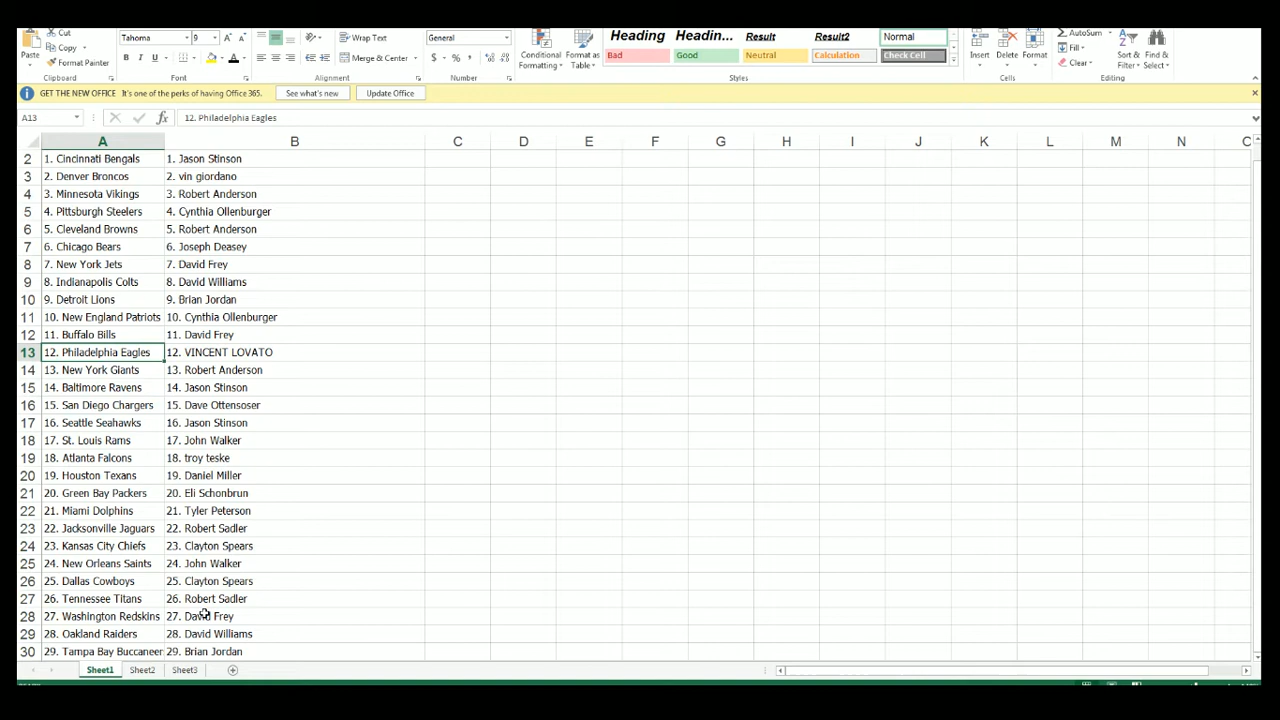 Cut
Copy
Format Painter
Paste
Clipboard
Tahoma 9
B I U
Font
Wrap Text
Merge & Center
Alignment
General
$ % ,
Number
Conditional Formatting
Format as Table
Heading Headin... Result Result2 Normal
Bad Good Neutral Calculation Check Cell
Styles
Insert Delete Format
Cells
AutoSum
Fill
Clear
Sort & Filter
Find & Select
Editing
GET THE NEW OFFICE It's one of the perks of having Office 365. See what's new Update Office
A13 fx 12. Philadelphia Eagles
A B C D E F G H I J K L M N
2 1. Cincinnati Bengals 1. Jason Stinson
3 2. Denver Broncos 2. vin giordano
4 3. Minnesota Vikings 3. Robert Anderson
5 4. Pittsburgh Steelers 4. Cynthia Ollenburger
6 5. Cleveland Browns 5. Robert Anderson
7 6. Chicago Bears 6. Joseph Deasey
8 7. New York Jets 7. David Frey
9 8. Indianapolis Colts 8. David Williams
10 9. Detroit Lions 9. Brian Jordan
11 10. New England Patriots 10. Cynthia Ollenburger
12 11. Buffalo Bills 11. David Frey
13 12. Philadelphia Eagles 12. VINCENT LOVATO
14 13. New York Giants 13. Robert Anderson
15 14. Baltimore Ravens 14. Jason Stinson
16 15. San Diego Chargers 15. Dave Ottensoser
17 16. Seattle Seahawks 16. Jason Stinson
18 17. St. Louis Rams 17. John Walker
19 18. Atlanta Falcons 18. troy teske
20 19. Houston Texans 19. Daniel Miller
21 20. Green Bay Packers 20. Eli Schonbrun
22 21. Miami Dolphins 21. Tyler Peterson
23 22. Jacksonville Jaguars 22. Robert Sadler
24 23. Kansas City Chiefs 23. Clayton Spears
25 24. New Orleans Saints 24. John Walker
26 25. Dallas Cowboys 25. Clayton Spears
27 26. Tennessee Titans 26. Robert Sadler
28 27. Washington Redskins 27. David Frey
29 28. Oakland Raiders 28. David Williams
30 29. Tampa Bay Buccaneer 29. Brian Jordan
Sheet1 Sheet2 Sheet3